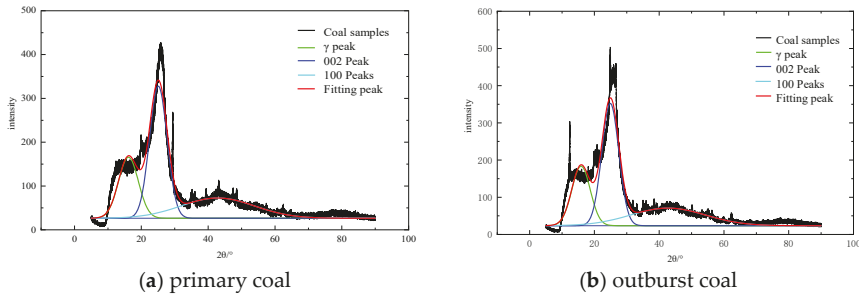 500
400
300
200
100
0
intensity
0
20
40
60
80
100
2θ/°
Coal samples
γ peak
002 Peak
100 Peaks
Fitting peak
(a) primary coal
600
500
400
300
200
100
0
intensity
0
20
40
60
80
100
2θ/°
Coal samples
γ peak
002 Peak
100 Peaks
Fitting peak
(b) outburst coal